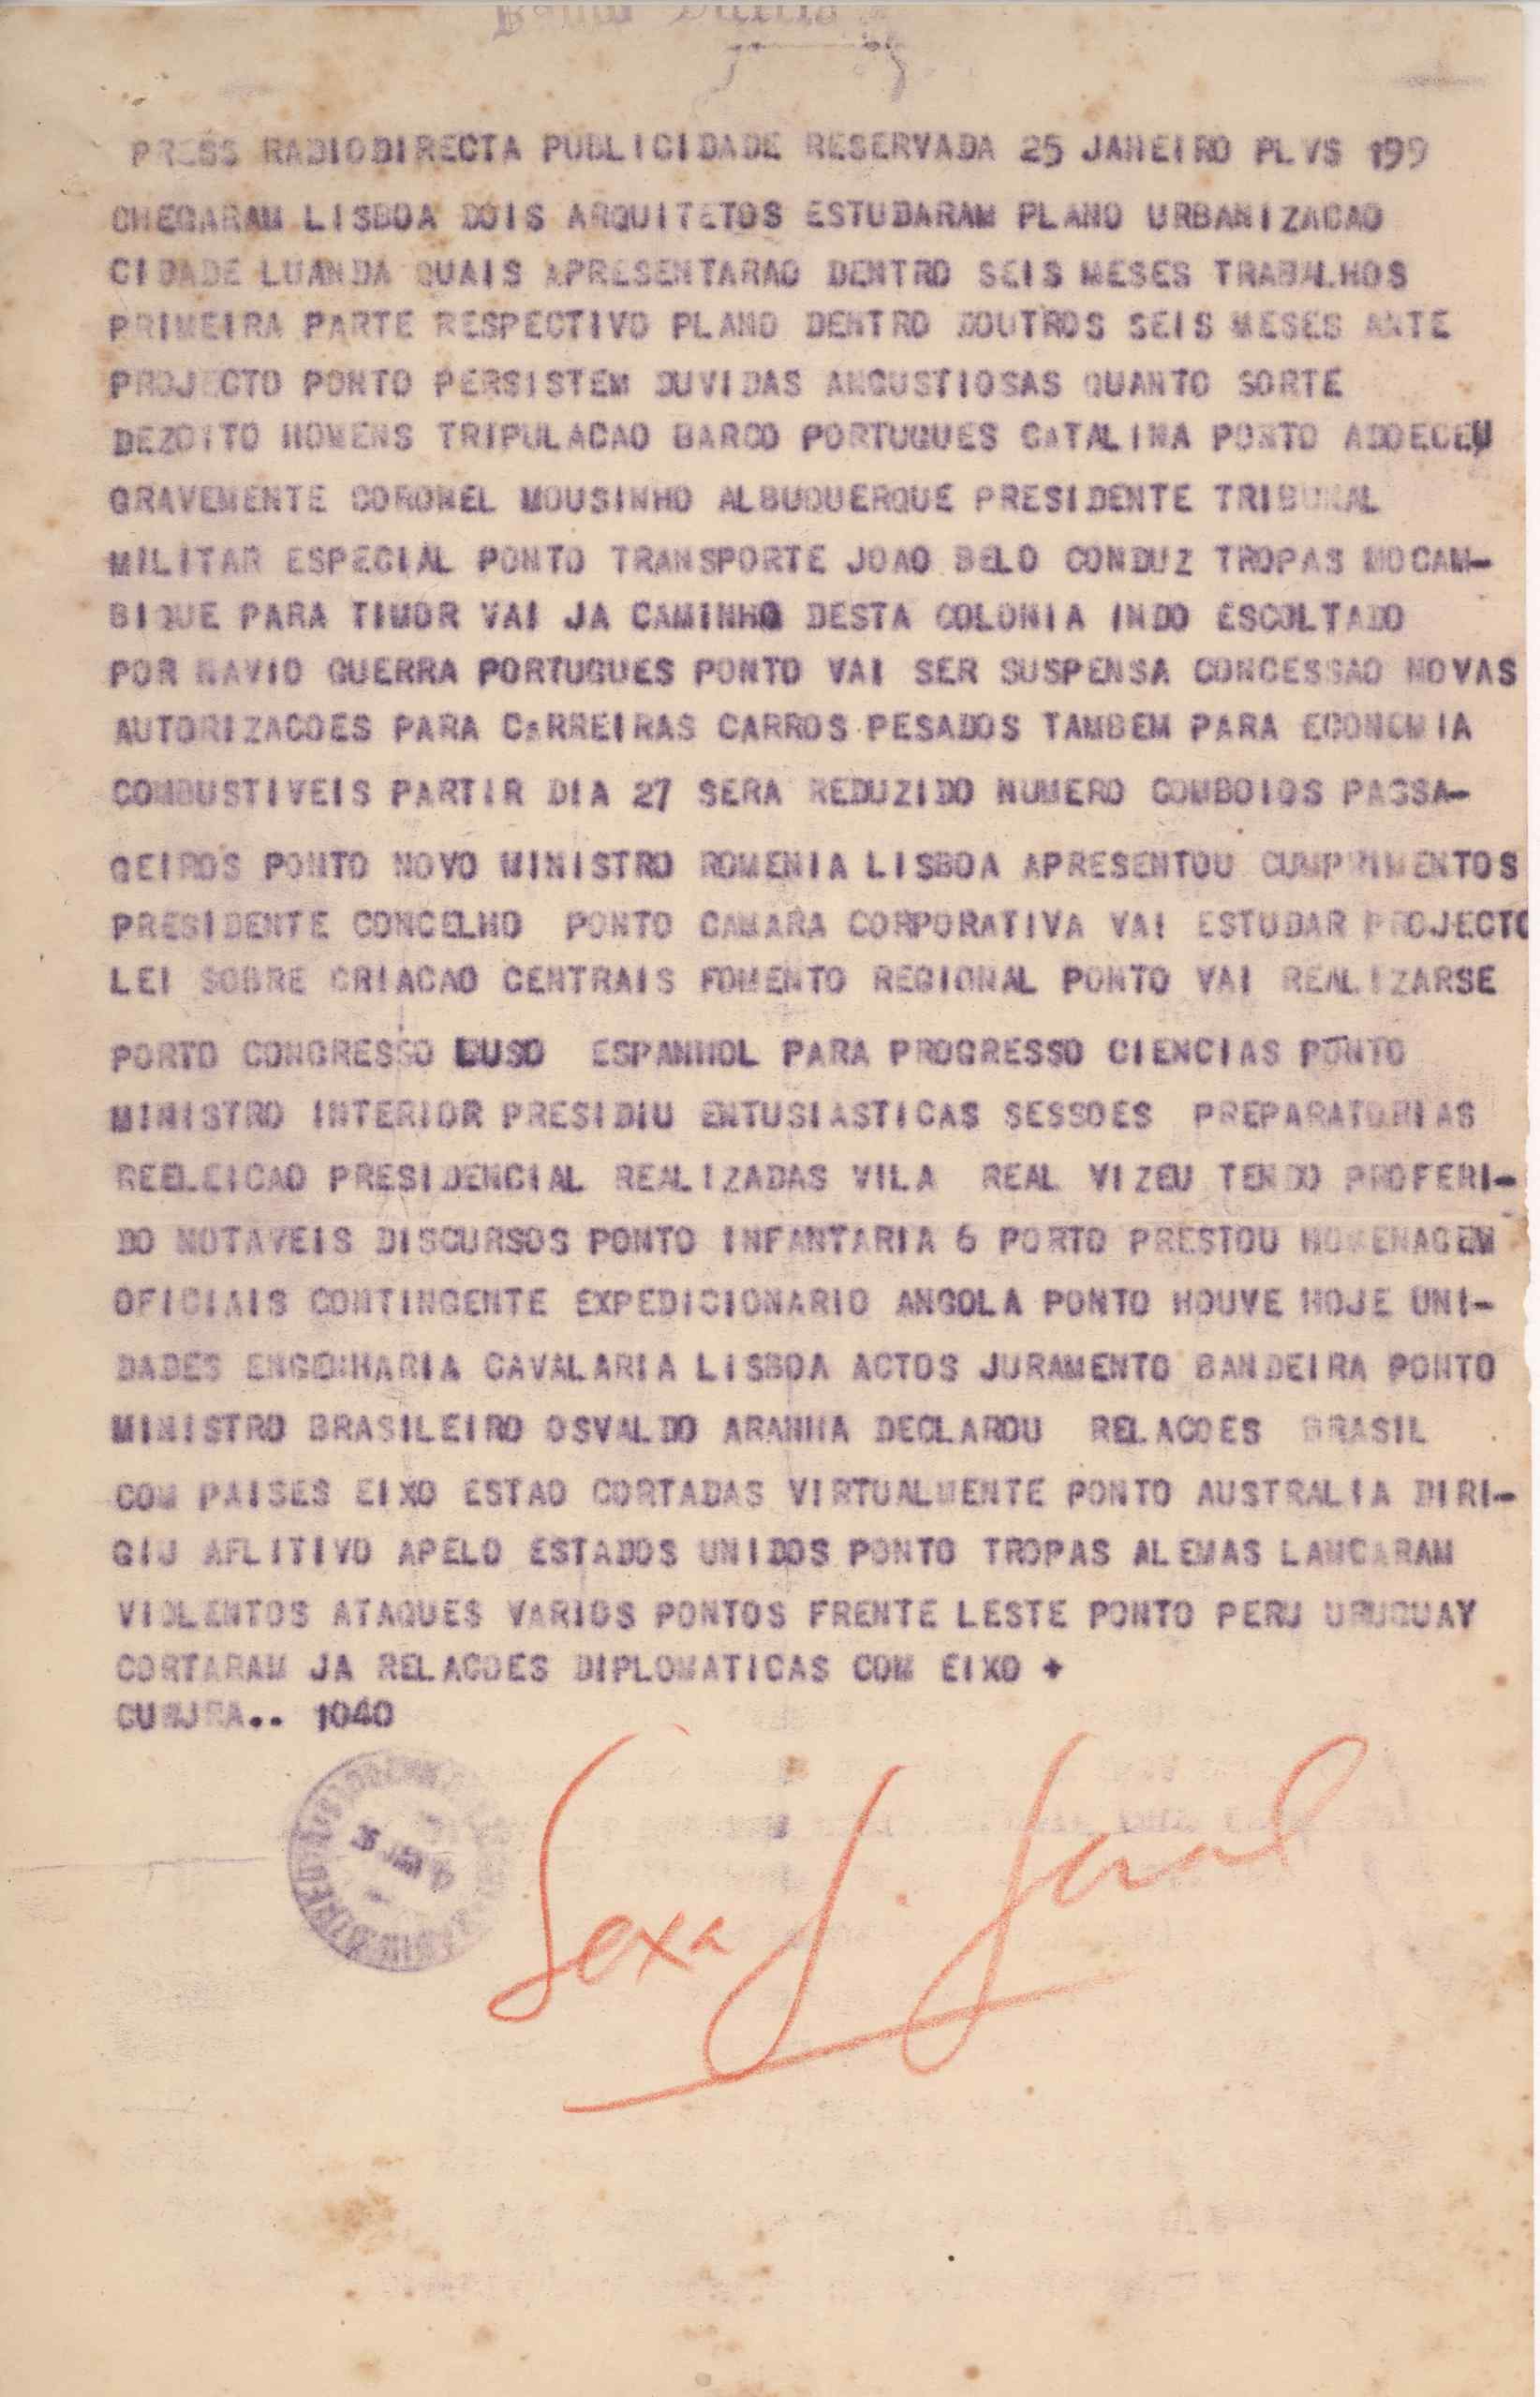 PRESS RADIODIRECTA PUBLICIDADE RESERVADA 25 JANEIRO PLVS 199
CHEGARAM LISBOA DOIS ARQUITETOS ESTUDARAM PLANO URBANIZACAO
CIDADE LUANDA QUAIS APRESENTARAO DENTRO SEIS MESES TRABALHOS
PRIMEIRA PARTE RESPECTIVO PLANO DENTRO DOUTROS SEIS MESES ANTE
PROJECTO PONTO PERSISTEM DUVIDAS ANGUSTIOSAS QUANTO SORTE
DEZOITO HOMENS TRIPULACAO BARCO PORTUGUES CATALINA PONTO ADOECEU
GRAVEMENTE CORONEL MOUSINHO ALBUQUERQUE PRESIDENTE TRIBUNAL
MILITAR ESPECIAL PONTO TRANSPORTE JOAO BELO CONDUZ TROPAS MOCAM-
BIQUE PARA TIMOR VAI JA CAMINHO DESTA COLONIA INDO ESCOLTADO
POR NAVIO GUERRA PORTUGUES PONTO VAI SER SUSPENSA CONCESSAO NOVAS
AUTORIZACOES PARA CARREIRAS CARROS PESADOS TAMBEM PARA ECONOMIA
COMBUSTIVEIS PARTIR DIA 27 SERA REDUZIDO NUMERO COMBOIOS PASSA-
GEIROS PONTO NOVO MINISTRO ROMENIA LISBOA APRESENTOU CUMPRIMENTOS
PRESIDENTE CONCELHO PONTO CAMARA CORPORATIVA VAI ESTUDAR PROJECTO
LEI SOBRE CRIACAO CENTRAIS FOMENTO REGIONAL PONTO VAI REALIZARSE
PORTO CONGRESSO LUSO ESPANHOL PARA PROGRESSO CIENCIAS PONTO
MINISTRO INTERIOR PRESIDIU ENTUSIASTICAS SESSOES PREPARATORIAS
REELEICAO PRESIDENCIAL REALIZADAS VILA REAL VIZEU TENDO PROFERI-
DO NOTAVEIS DISCURSOS PONTO INFANTARIA 6 PORTO PRESTOU HOMENAGEM
OFICIAIS CONTINGENTE EXPEDICIONARIO ANGOLA PONTO HOUVE HOJE UNI-
DADES ENGENHARIA CAVALARIA LISBOA ACTOS JURAMENTO BANDEIRA PONTO
MINISTRO BRASILEIRO OSVALDO ARANHA DECLAROU RELACOES BRASIL
COM PAISES EIXO ESTAO CORTADAS VIRTUALMENTE PONTO AUSTRALIA DIRI-
GIU AFLITIVO APELO ESTADOS UNIDOS PONTO TROPAS ALEMAS LANCARAM
VIOLENTOS ATAQUES VARIOS PONTOS FRENTE LESTE PONTO PERU URUGUAY
CORTARAM JA RELACOES DIPLOMATICAS COM EIXO +
1040